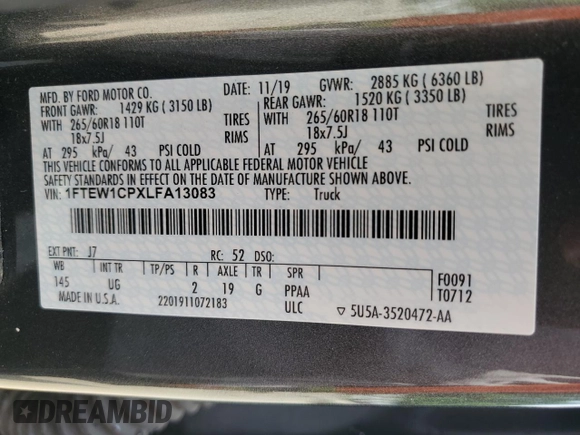 MFD. BY FORD MOTOR CO. DATE: 11/19 GVWR: 2885 KG ( 6360 LB)
FRONT GAWR: 1429 KG ( 3150 LB) REAR GAWR: 1520 KG ( 3350 LB)
WITH 265/60R18 110T TIRES WITH 265/60R18 110T TIRES
18x7.5J RIMS 18x7.5J RIMS
AT 295 kPa/ 43 PSI COLD AT 295 kPa/ 43 PSI COLD
THIS VEHICLE CONFORMS TO ALL APPLICABLE FEDERAL MOTOR VEHICLE
SAFETY STANDARDS IN EFFECT ON THE DATE OF MANUFACTURE SHOWN ABOVE.
VIN: 1FTEW1CPXLFA13083 TYPE: Truck
EXT PNT: J7 RC: 52 DSO:
WB INT TR TP/PS R AXLE TR SPR
145 UG 2 19 G PPAA
ULC
F0091
T0712
MADE IN U.S.A. 2201911072183
▽ 5U5A-3520472-AA
DREAMBID